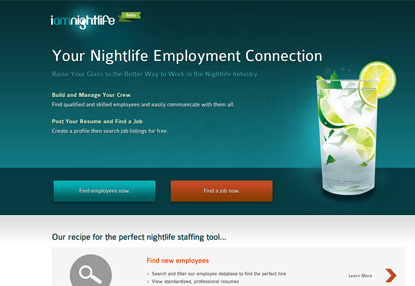 iamnightlife beta
Your Nightlife Employment Connection
Raise Your Glass to the Better Way to Work in the Nightlife Industry
Build and Manage Your Crew
Find qualified and skilled employees and easily communicate with them all.
Post Your Resume and Find a Job
Create a profile then search job listings for free.
Find employees now.
Find a job now.
Our recipe for the perfect nightlife staffing tool...
Find new employees
Search and filter our employee database to find the perfect hire
Learn More
View standardized, professional resumes